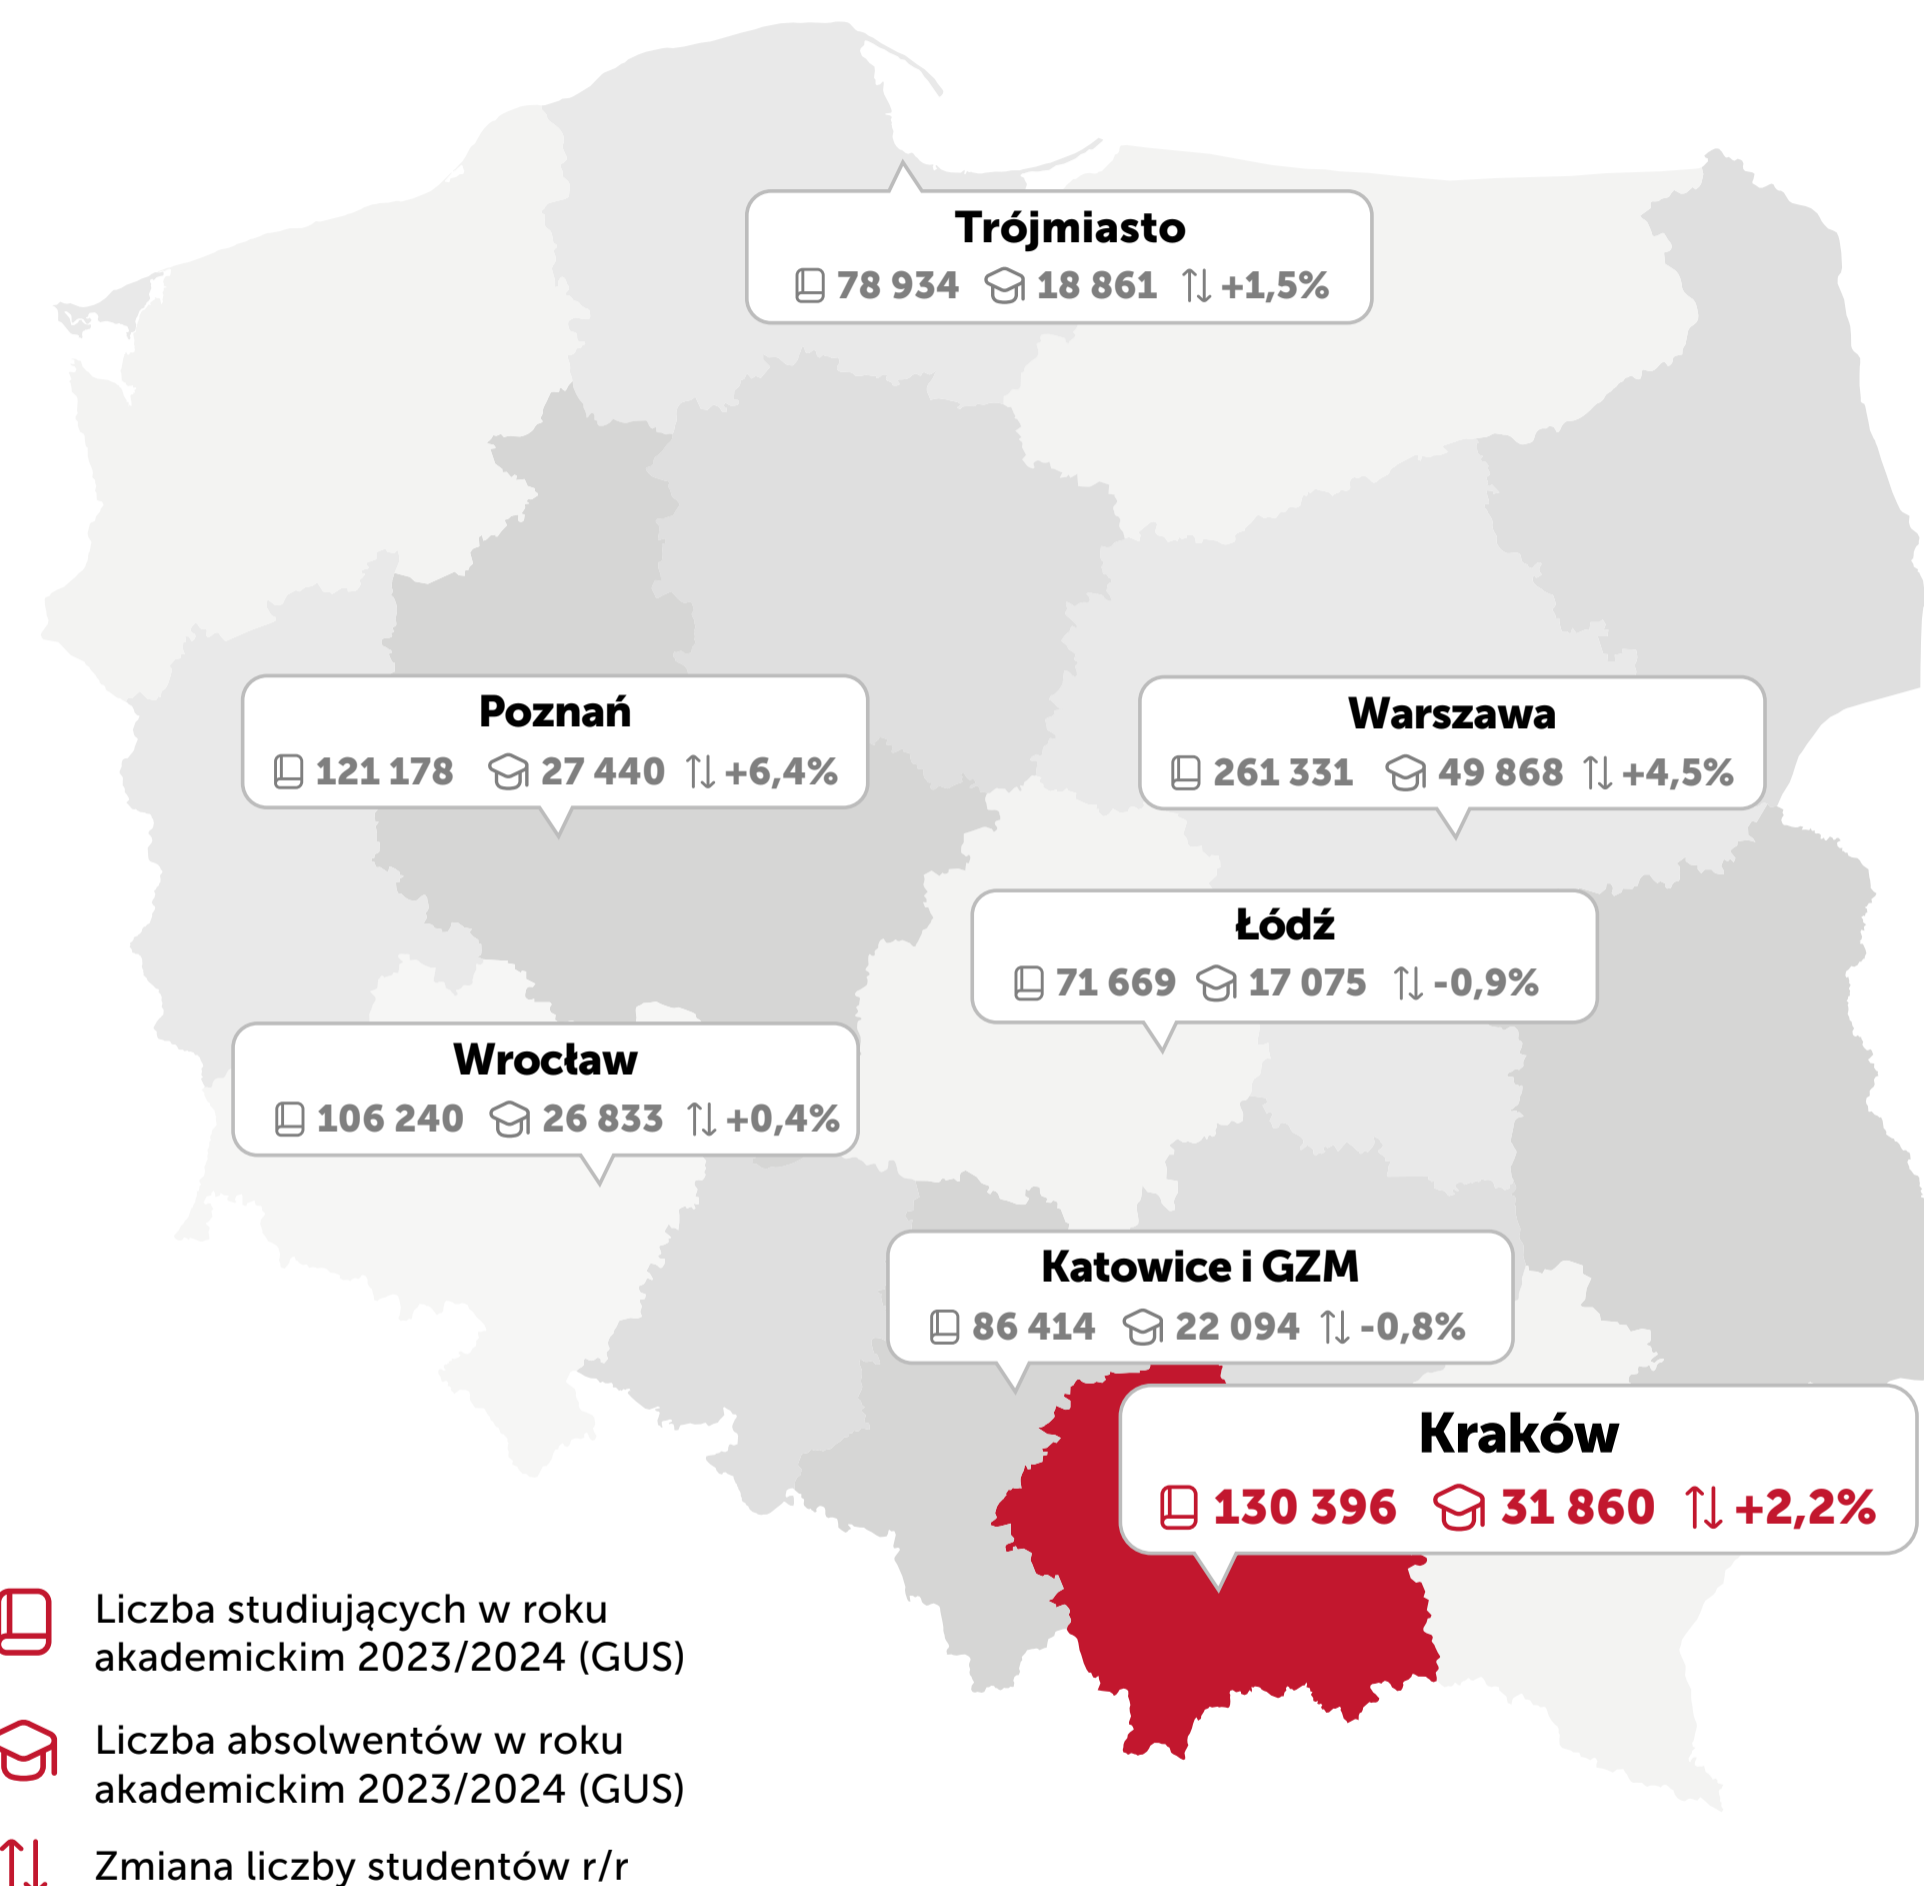 Trójmiasto
78 934 18 861 +1,5%
Poznań
121 178 27 440 +6,4%
Warszawa
261 331 49 868 +4,5%
Łódź
71 669 17 075 -0,9%
Wrocław
106 240 26 833 +0,4%
Katowice i GZM
86 414 22 094 -0,8%
Kraków
130 396 31 860 +2,2%
Liczba studiujących w roku
akademickim 2023/2024 (GUS)
Liczba absolwentów w roku
akademickim 2023/2024 (GUS)
Zmiana liczby studentów r/r